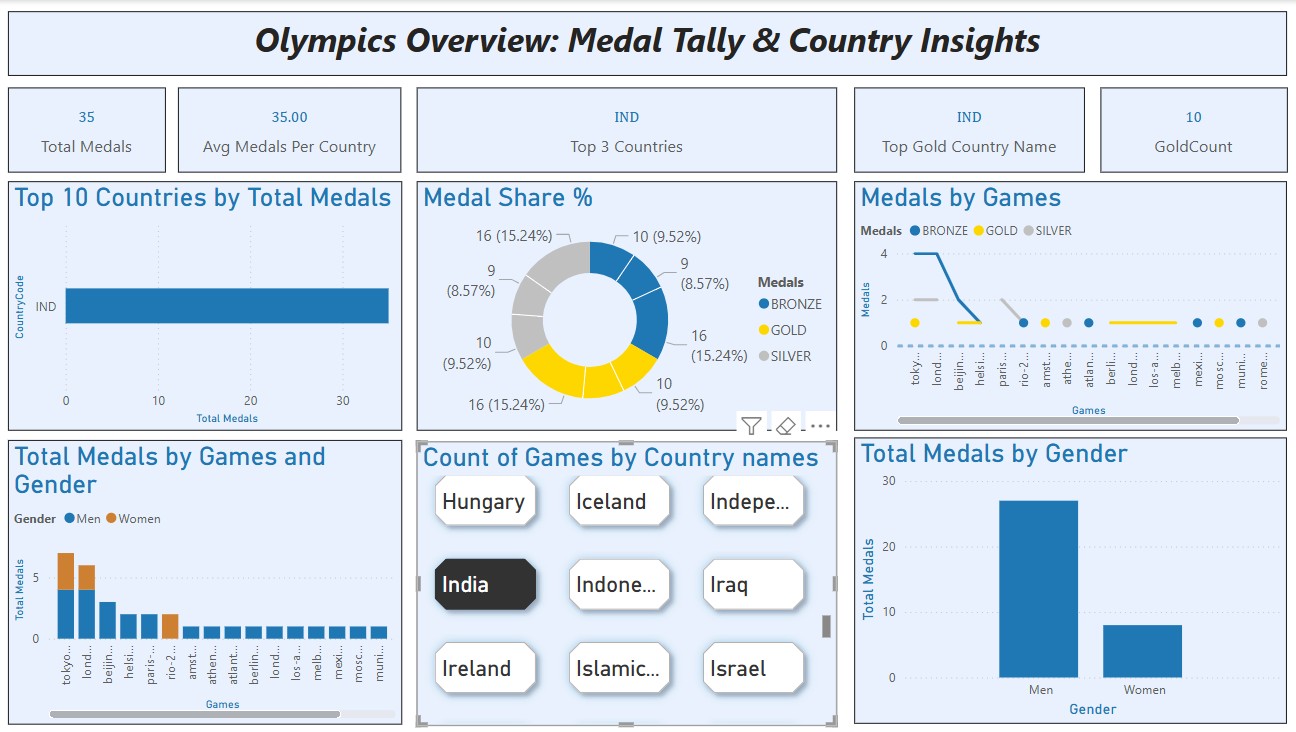 Olympics Overview: Medal Tally & Country Insights
35
Total Medals
35.00
Avg Medals Per Country
IND
Top 3 Countries
IND
Top Gold Country Name
10
GoldCount
Top 10 Countries by Total Medals
CountryCode
IND
0 10 20 30
Total Medals
Medal Share %
16 (15.24%)
10 (9.52%)
9
(8.57%)
9
(8.57%)
16
(15.24%)
10
(9.52%)
10
(9.52%)
16 (15.24%)
Medals
BRONZE
GOLD
SILVER
Medals by Games
Medals BRONZE GOLD SILVER
Medals
4
2
0
toky...
lond...
beijin...
helsi...
paris...
rio-2...
amst...
athe...
atlan...
berli...
lond...
los-a...
melb...
mexi...
mosc...
muni...
rome...
Games
Total Medals by Games and
Gender
Gender Men Women
Total Medals
5
0
tokyo...
lond...
beijin...
helsi...
paris-...
rio-2...
amst...
athen...
atlant...
berlin...
lond...
los-a...
melb...
mexi...
mosc...
muni...
Games
Count of Games by Country names
Hungary Iceland Indepe...
India Indone... Iraq
Ireland Islamic... Israel
Total Medals by Gender
Total Medals
30
20
10
0
Men Women
Gender